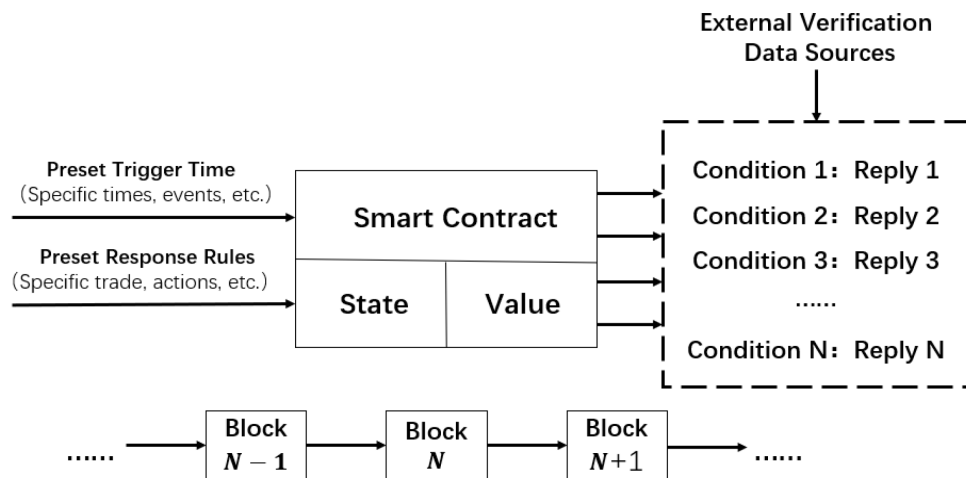 External Verification
Data Sources
Preset Trigger Time
（Specific times, events, etc.）
Preset Response Rules
（Specific trade, actions, etc.）
Smart Contract
State
Value
Condition 1： Reply 1
Condition 2： Reply 2
Condition 3： Reply 3
……
Condition N： Reply N
……
Block
N − 1
Block
N
Block
N+1
……